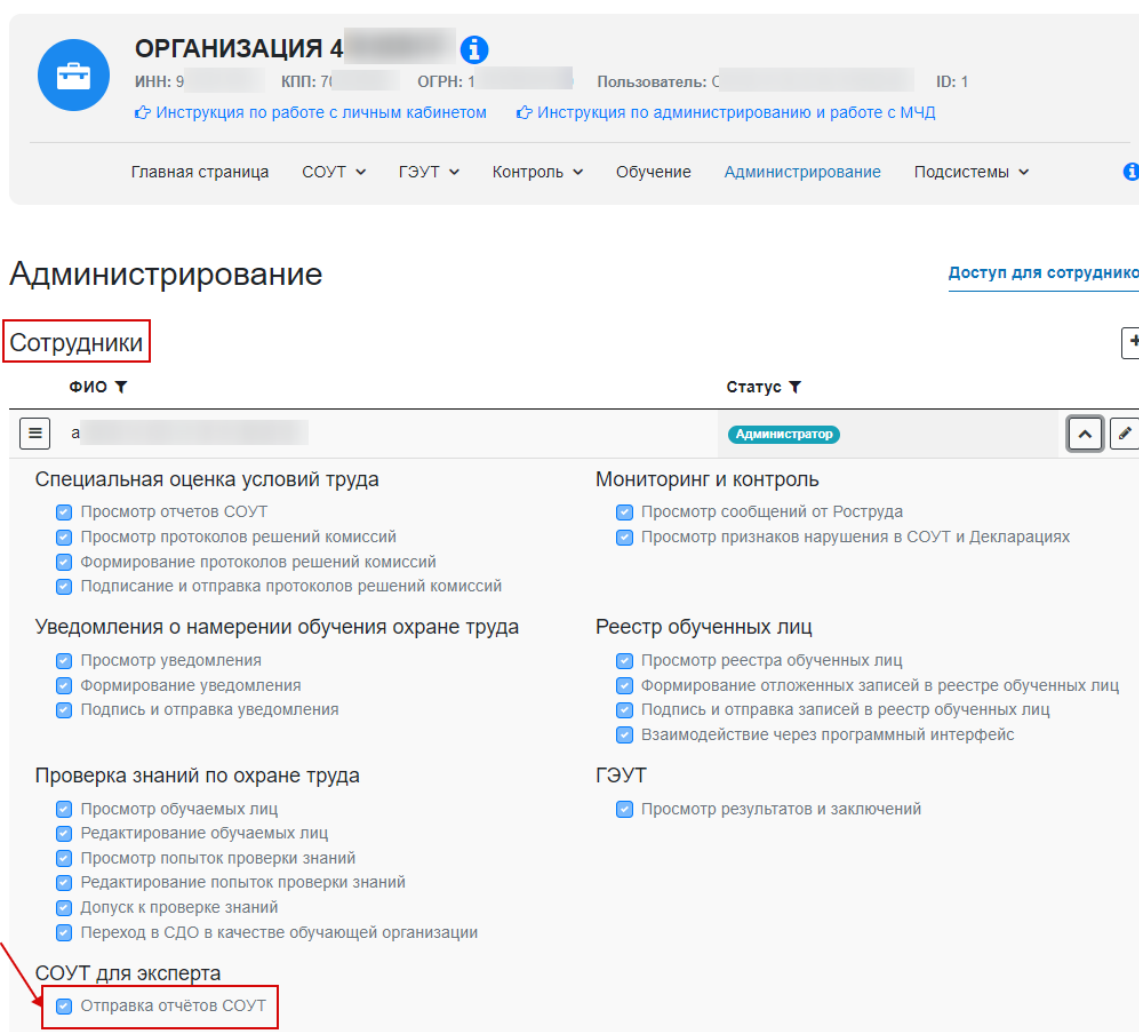 ОРГАНИЗАЦИЯ 4
ИНН: 9 КПП: 7( ОГРН: 1 Пользователь: С ID: 1
Инструкция по работе с личным кабинетом Инструкция по администрированию и работе с МЧД
Главная страница СОУТ ГЭУТ Контроль Обучение Администрирование Подсистемы
Администрирование
Доступ для сотруднико
Сотрудники
ФИО Статус
а Администратор
Специальная оценка условий труда
Просмотр отчетов СОУТ
Просмотр протоколов решений комиссий
Формирование протоколов решений комиссий
Подписание и отправка протоколов решений комиссий
Мониторинг и контроль
Просмотр сообщений от Роструда
Просмотр признаков нарушения в СОУТ и Декларациях
Уведомления о намерении обучения охране труда
Просмотр уведомления
Формирование уведомления
Подпись и отправка уведомления
Реестр обученных лиц
Просмотр реестра обученных лиц
Формирование отложенных записей в реестре обученных лиц
Подпись и отправка записей в реестр обученных лиц
Взаимодействие через программный интерфейс
Проверка знаний по охране труда
Просмотр обучаемых лиц
Редактирование обучаемых лиц
Просмотр попыток проверки знаний
Редактирование попыток проверки знаний
Допуск к проверке знаний
Переход в СДО в качестве обучающей организации
ГЭУТ
Просмотр результатов и заключений
СОУТ для эксперта
Отправка отчётов СОУТ